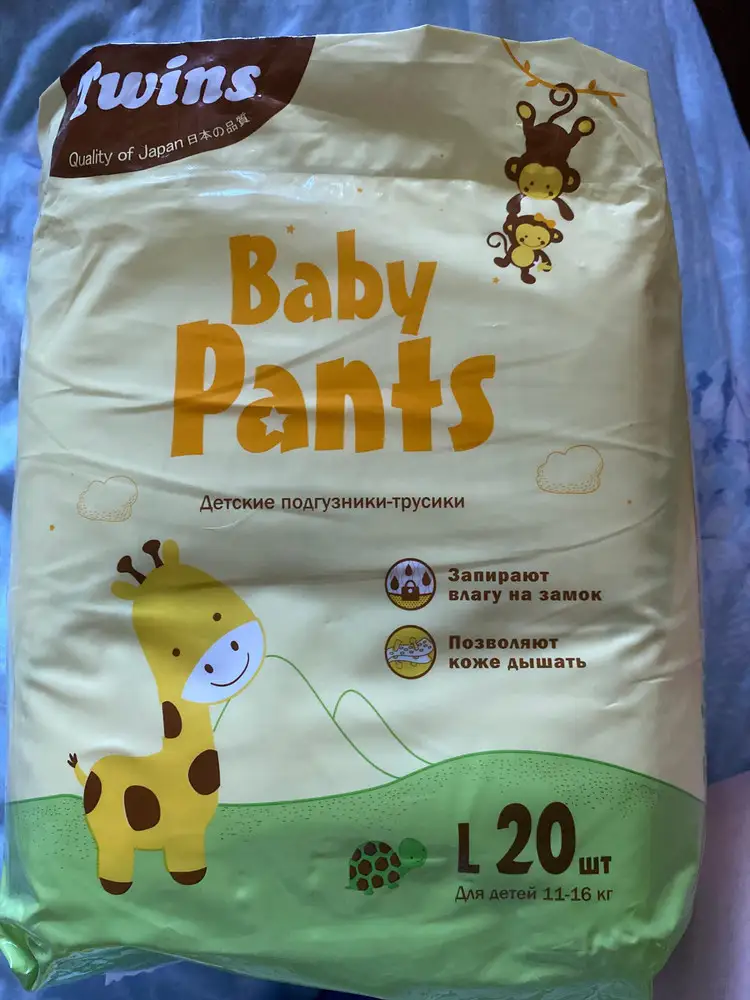 Twins
Quality of Japan 日本の品質
Baby
Pants
Детские подгузники-трусики
Запирают
влагу на замок
Позволяют
коже дышать
L 20 шт
Для детей 11-16 кг